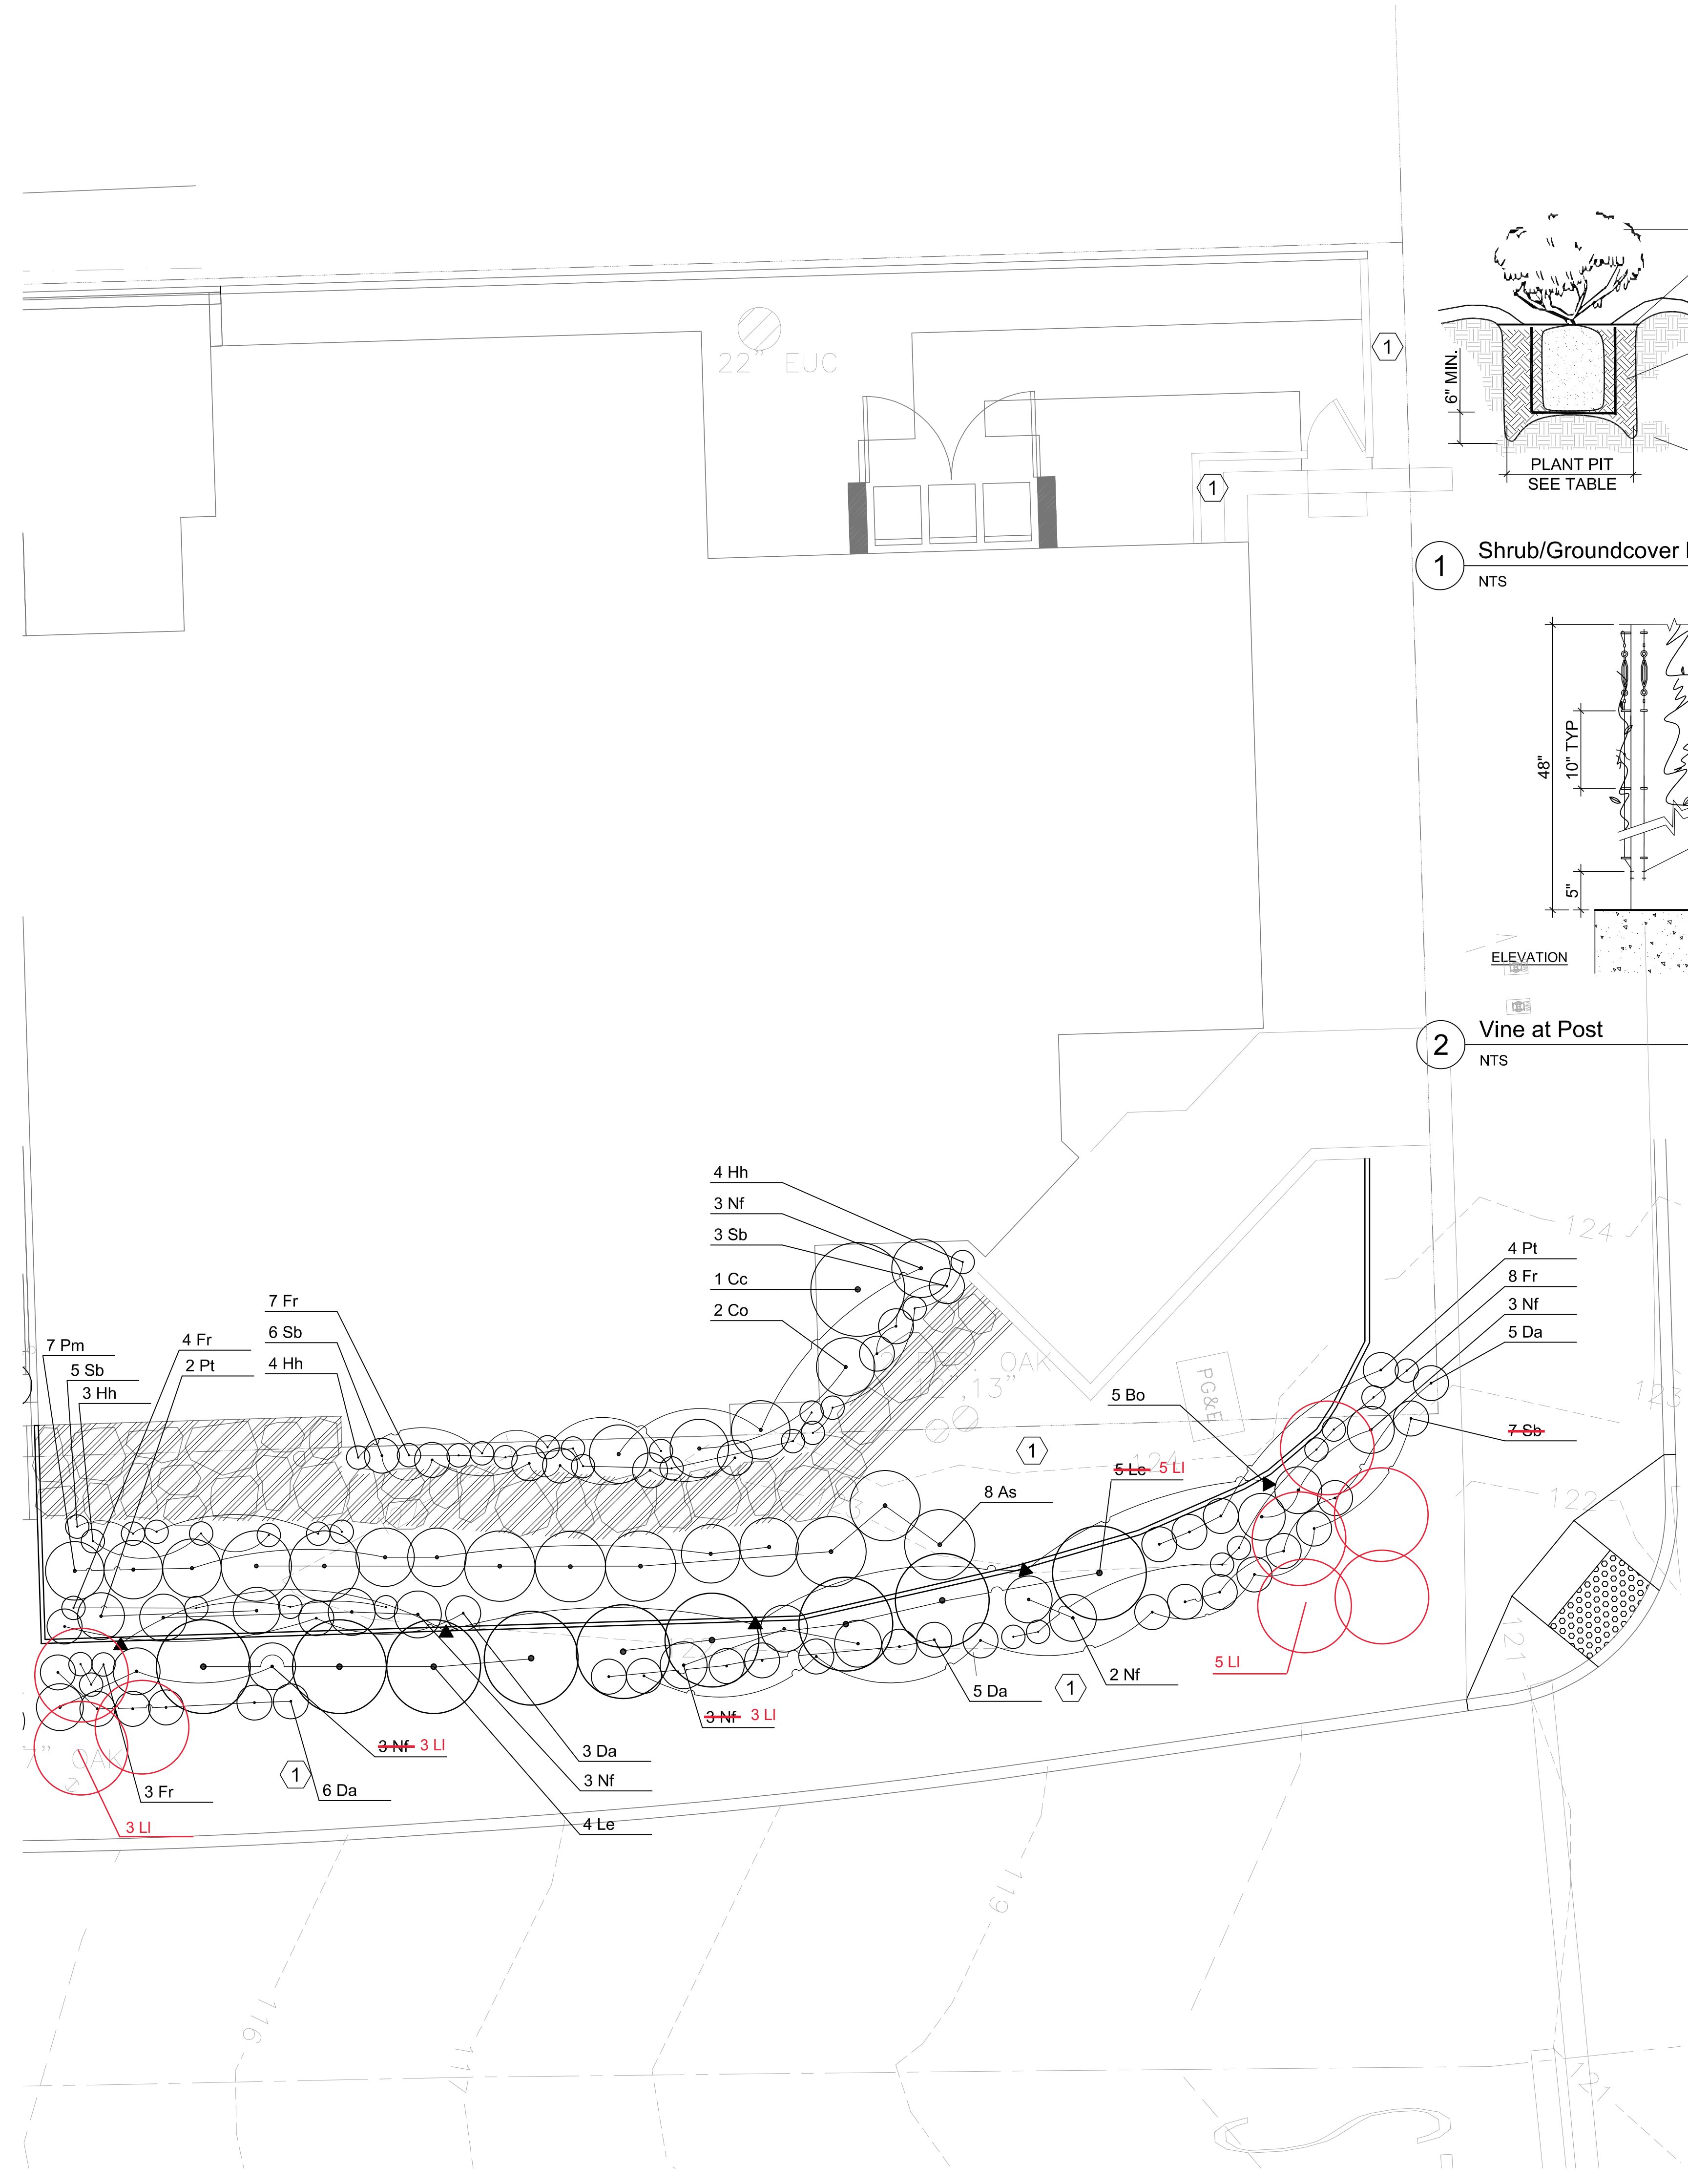 22" EUC
1
1
6" MIN.
PLANT PIT
SEE TABLE
1
Shrub/Groundcover
NTS
48"
10" TYP
5"
ELEVATION
2
Vine at Post
NTS
4 Hh
3 Nf
3 Sb
1 Cc
2 Co
124
4 Pt
8 Fr
3 Nf
5 Da
7 Sb
7 Fr
6 Sb
4 Hh
7 Pm
5 Sb
3 Hh
4 Fr
2 Pt
OAK
,13"
PG&E
5 Bo
123
1
124
5 Le 5 Ll
8 As
122
121
5 Ll
2 Nf
1
5 Da
3 Nf 3 Ll
3 Nf 3 Ll
7" OAK
1
3 Da
3 Nf
4 Le
6 Da
3 Fr
3 Ll
119
116
117
121